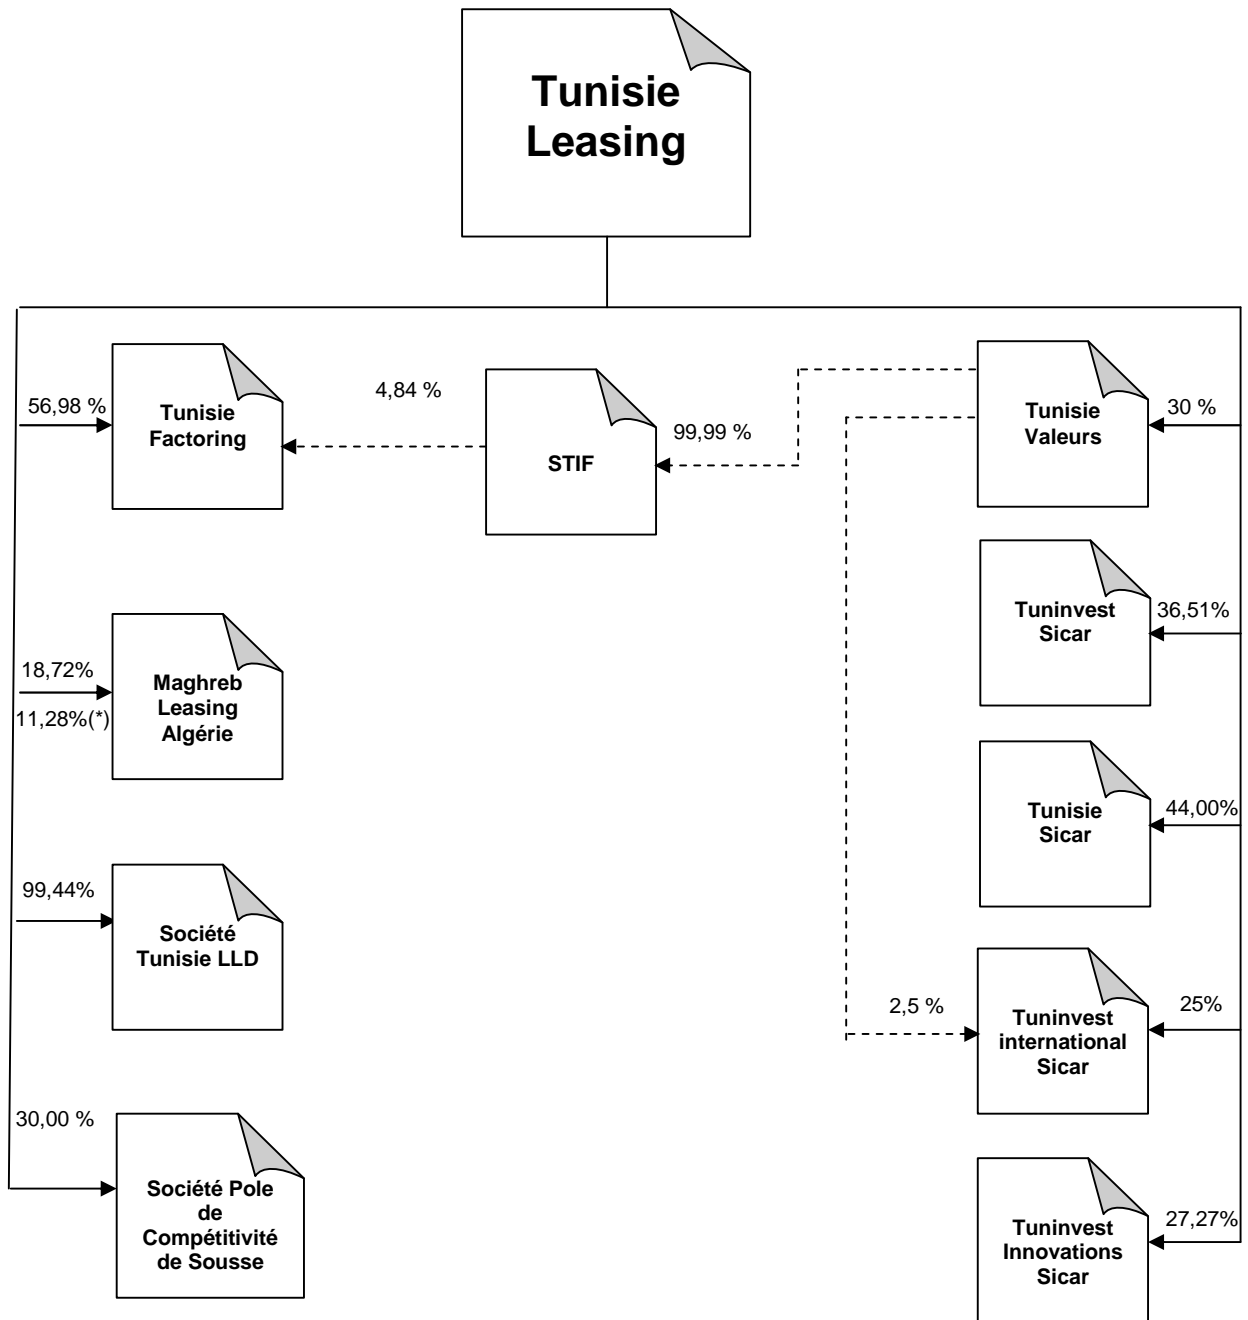 Tunisie
Leasing
56,98 %
Tunisie
Factoring
4,84 %
STIF
99,99 %
Tunisie
Valeurs
30 %
Tuninvest
Sicar
36,51%
18,72%
11,28%(*)
Maghreb
Leasing
Algérie
Tunisie
Sicar
44,00%
99,44%
Société
Tunisie LLD
2,5 %
Tuninvest
international
Sicar
25%
30,00 %
Société Pole
de
Compétitivité
de Sousse
Tuninvest
Innovations
Sicar
27,27%